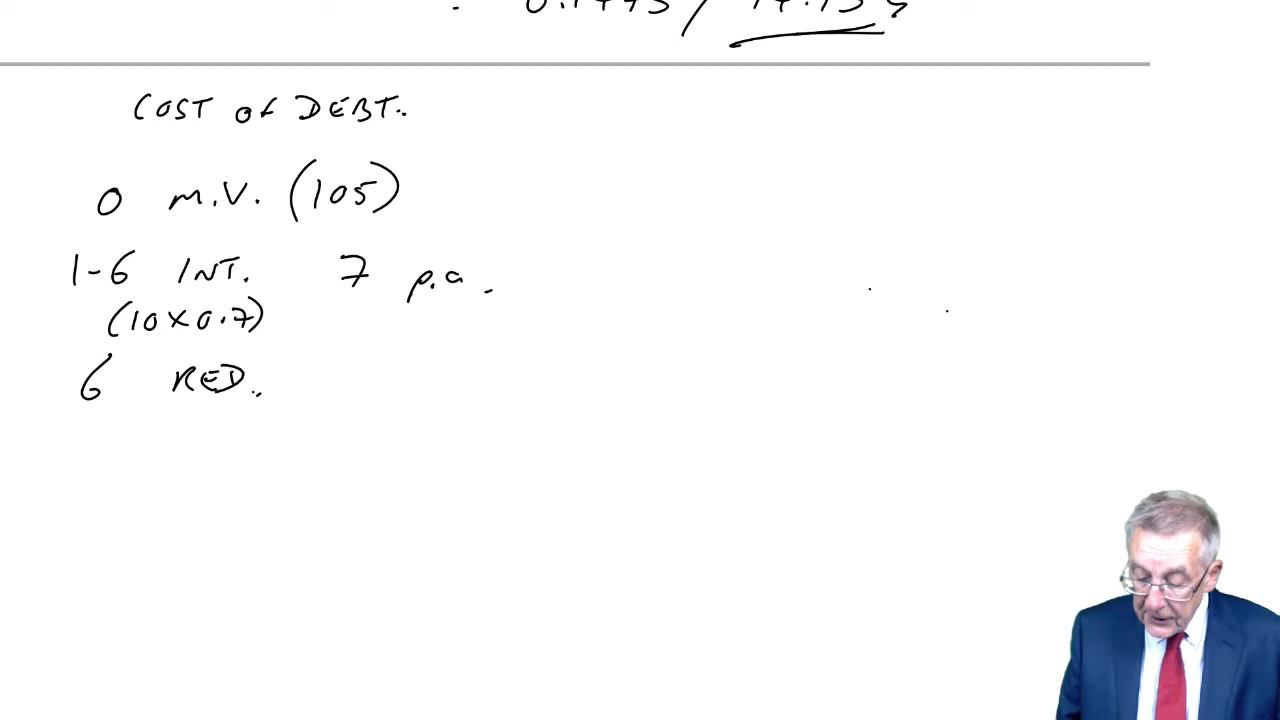 COST of DEBT.
0 M.V. (105)
1-6 INT. 7 p.a.
(10 x 0.7)
6 RED.